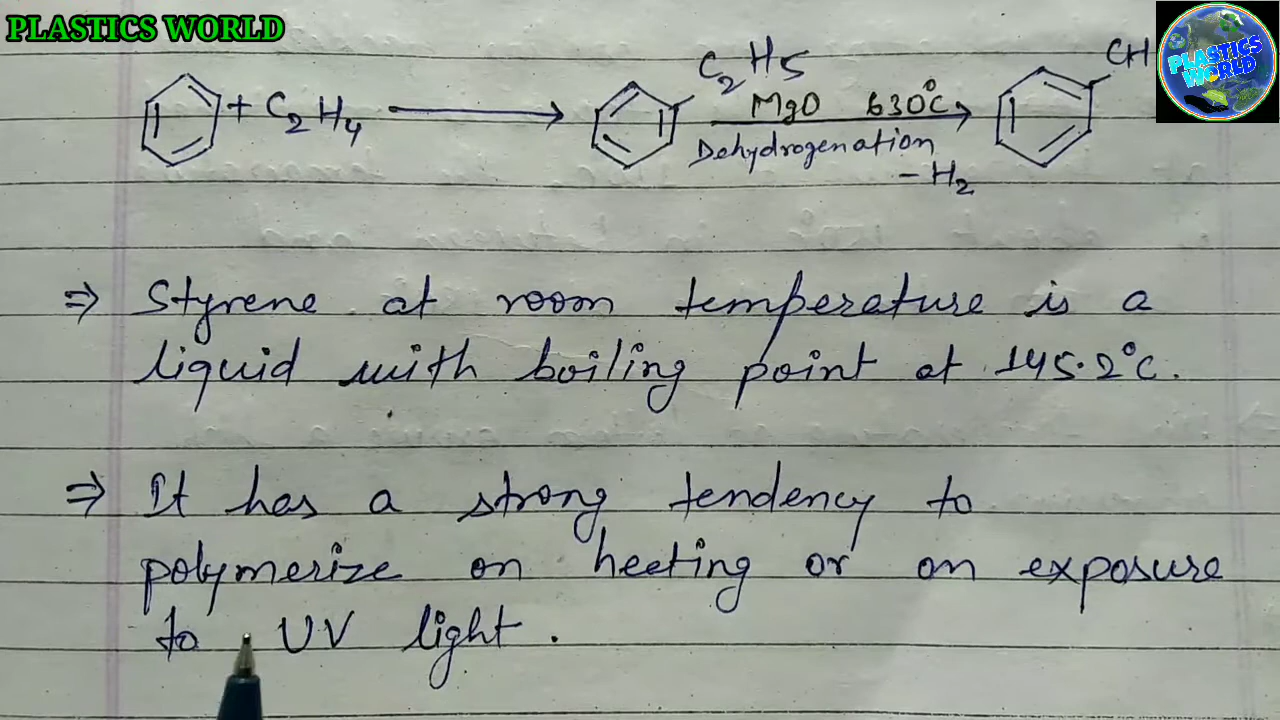 PLASTICS WORLD
PLASTICS WORLD
+ C2H4 → C2H5 MgO 630°C → CH
Dehydrogenation
- H2
⇒ Styrene at room temperature is a
liquid with boiling point at 145.2°C.
⇒ It has a strong tendency to
polymerize on heeting or on exposure
to UV light.